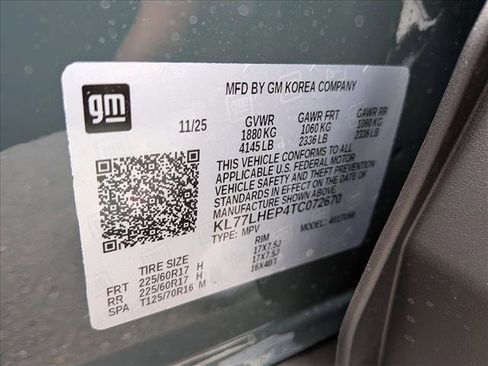 gm
MFD BY GM KOREA COMPANY
11/25 GVWR GAWR FRT GAWR RR
1880 KG 1060 KG 1060 KG
4145 LB 2336 LB 2336 LB
THIS VEHICLE CONFORMS TO ALL
APPLICABLE U.S. FEDERAL MOTOR
VEHICLE SAFETY AND THEFT PREVENTION
STANDARDS IN EFFECT ON THE DATE OF
MANUFACTURE SHOWN ABOVE.
KL77LHEP4TC072670
TYPE: MPV MODEL:
TIRE SIZE RIM
FRT 225/60R17 H 17X7.5J
RR 225/60R17 H 17X7.5J
SPA T125/70R16 M 16X4BT